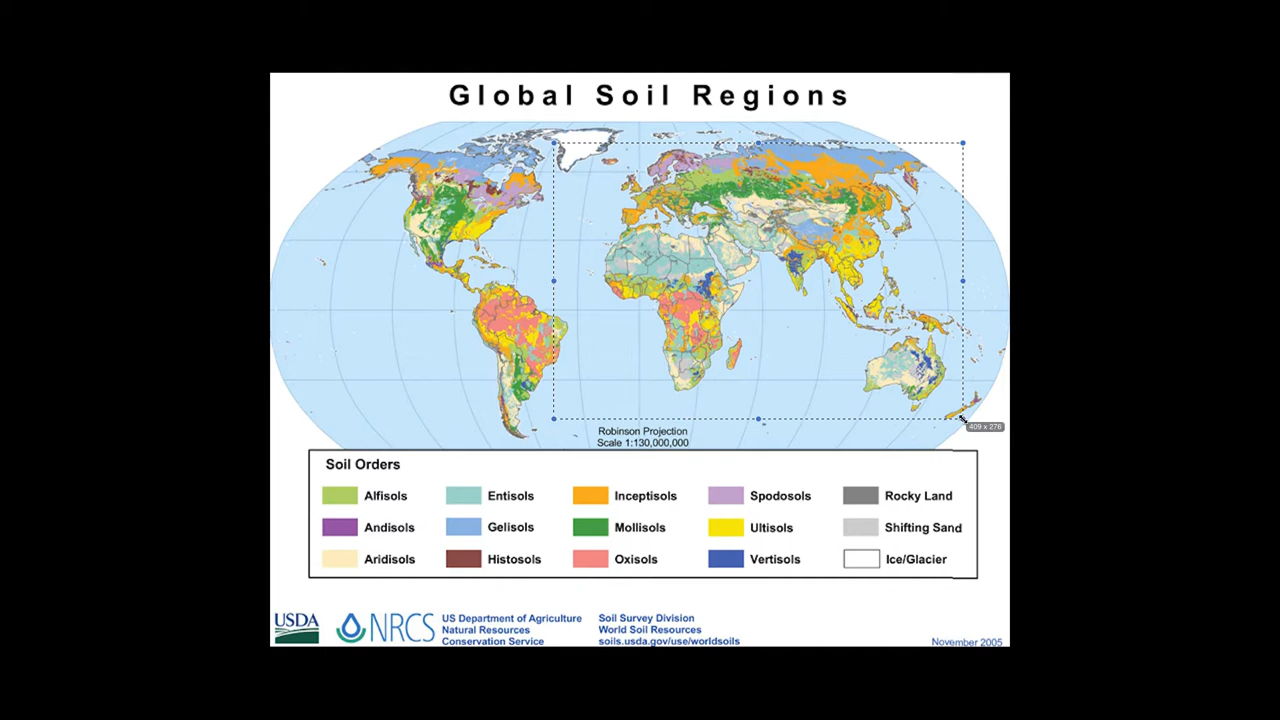 Global Soil Regions
409 x 276
Robinson Projection
Scale 1:130,000,000
Soil Orders
Alfisols Entisols Inceptisols Spodosols Rocky Land
Andisols Gelisols Mollisols Ultisols Shifting Sand
Aridisols Histosols Oxisols Vertisols Ice/Glacier
USDA NRCS
US Department of Agriculture
Natural Resources
Conservation Service
Soil Survey Division
World Soil Resources
soils.usda.gov/use/worldsoils
November 2005